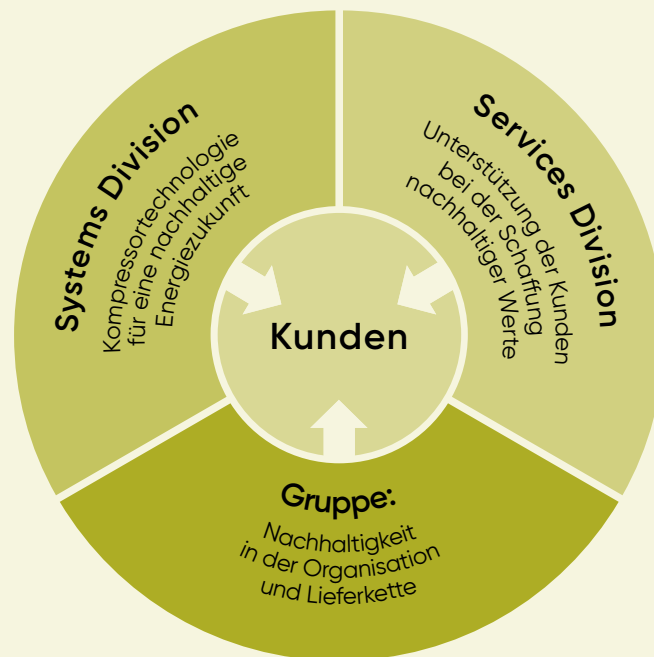 Systems Division
Kompressortechnologie
für eine nachhaltige
Energiezukunft
Services Division
Unterstützung der Kunden
bei der Schaffung
nachhaltiger Werte
Kunden
Gruppe:
Nachhaltigkeit
in der Organisation
und Lieferkette